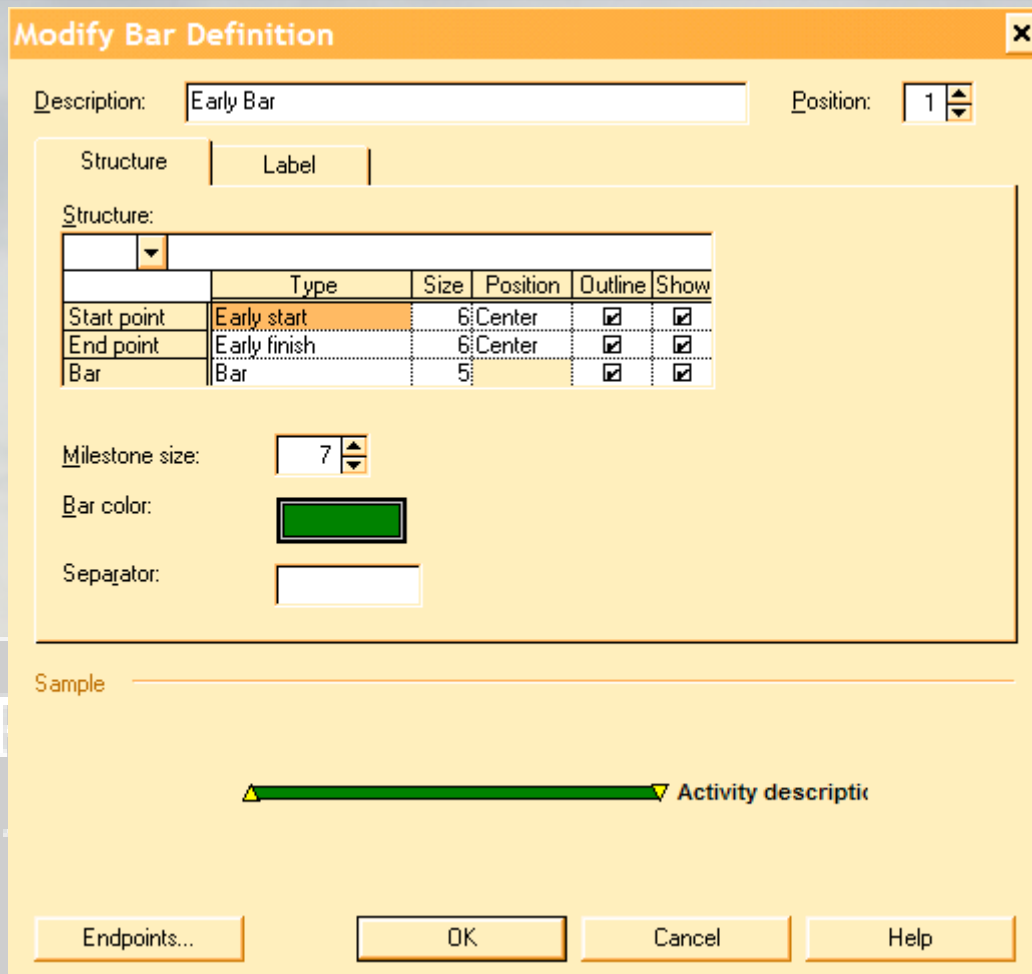 Modify Bar Definition
Description: Early Bar Position: 1
Structure Label
Structure:
Type Size Position Outline Show
Start point Early start 6 Center
End point Early finish 6 Center
Bar Bar 5
Milestone size: 7
Bar color:
Separator:
Sample
Activity descriptic
Endpoints... OK Cancel Help